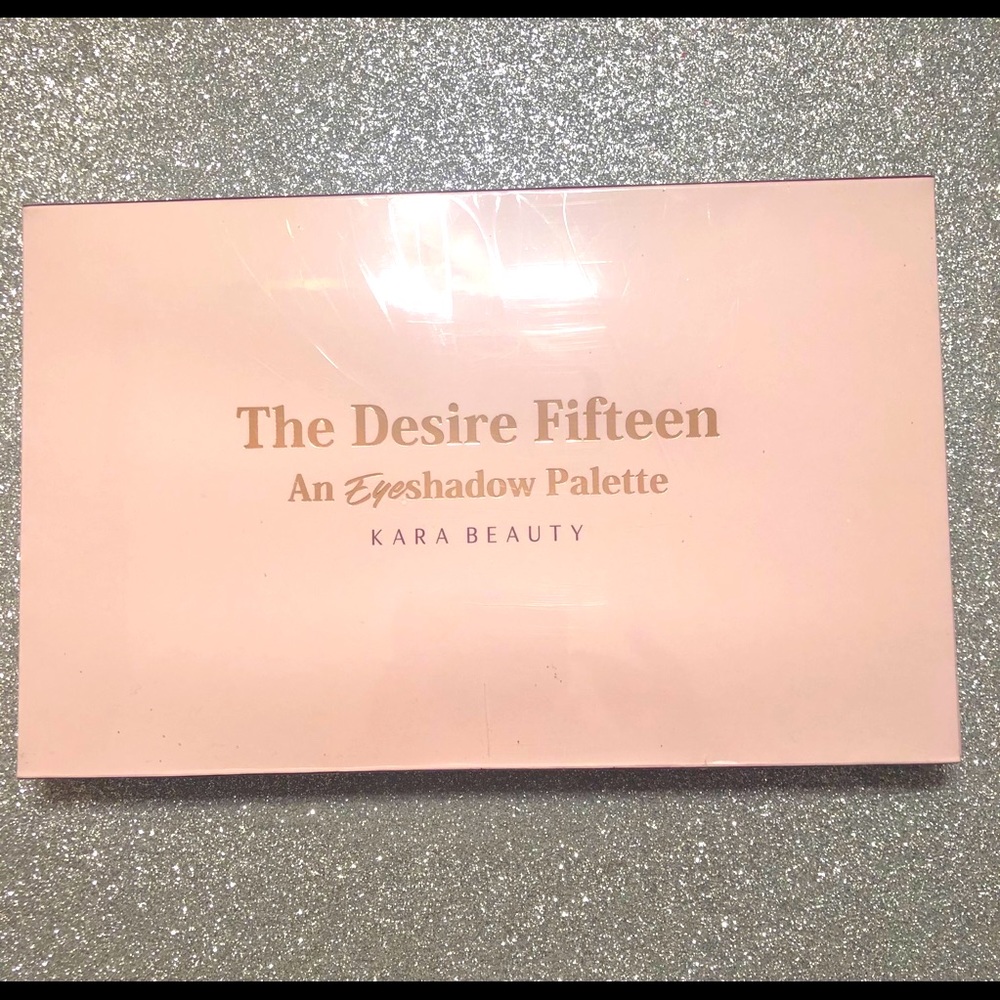 The Desire Fifteen
An Eyeshadow Palette
KARA BEAUTY